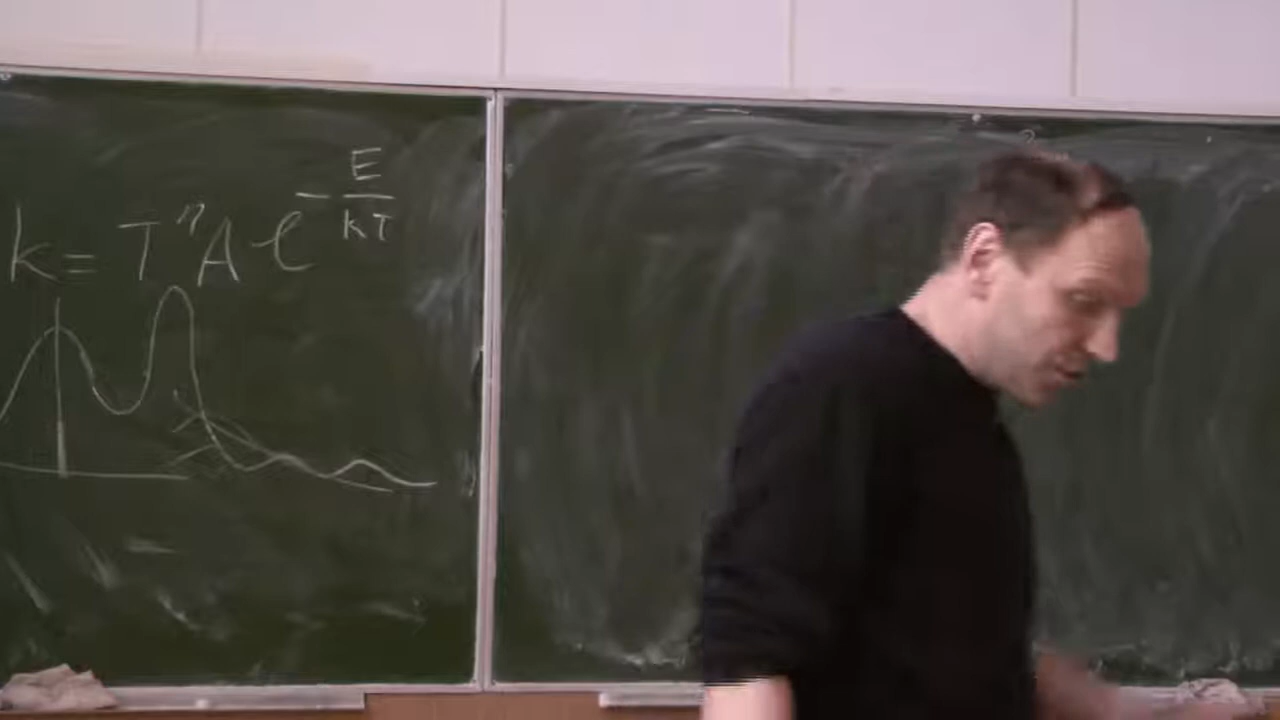 k = TⁿA e^(-E/kT)